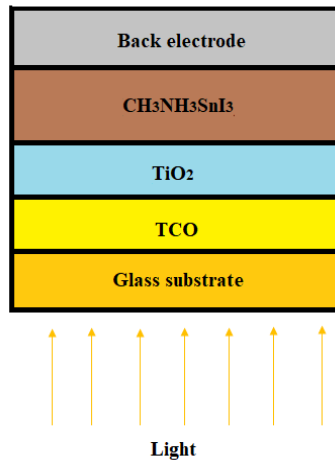 Back electrode
CH3NH3SnI3
TiO2
TCO
Glass substrate
Light